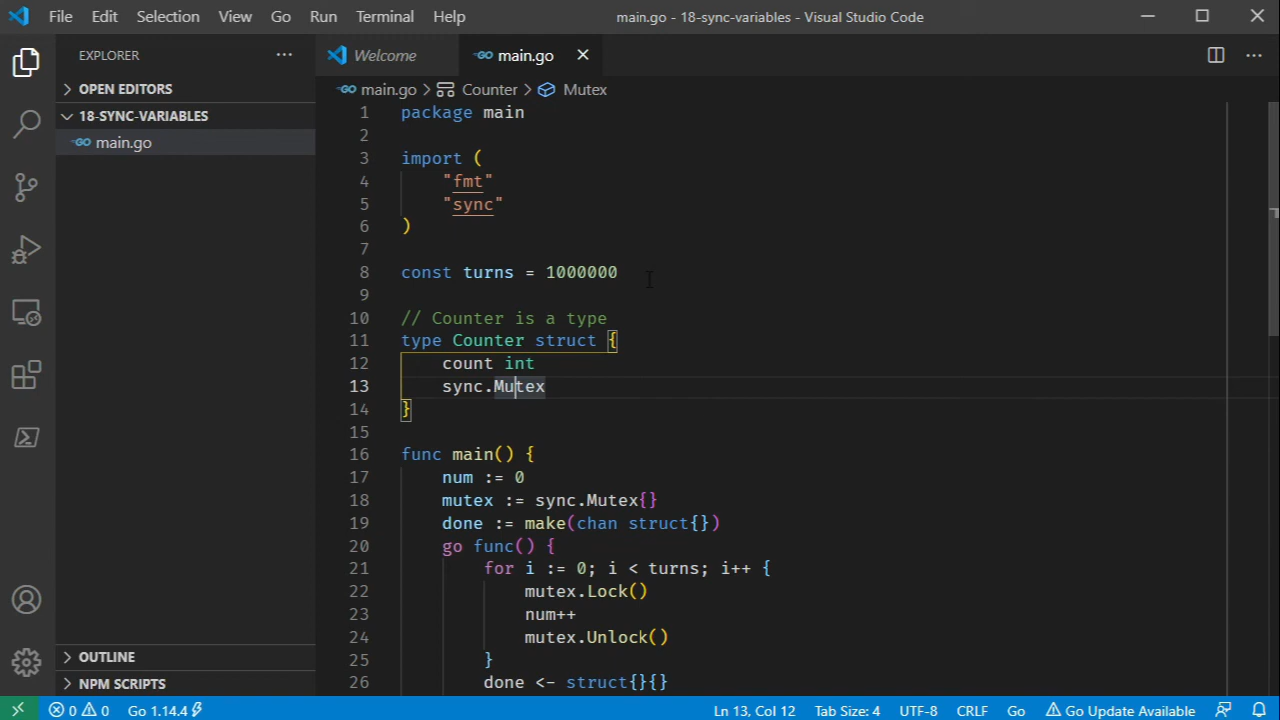 File Edit Selection View Go Run Terminal Help
main.go - 18-sync-variables - Visual Studio Code
EXPLORER
OPEN EDITORS
18-SYNC-VARIABLES
GO main.go
OUTLINE
NPM SCRIPTS
Welcome
GO main.go
GO main.go > Counter > Mutex
1 package main
2
3 import (
4 "fmt"
5 "sync"
6 )
7
8 const turns = 1000000
9
10 // Counter is a type
11 type Counter struct {
12 count int
13 sync.Mutex
14 }
15
16 func main() {
17 num := 0
18 mutex := sync.Mutex{}
19 done := make(chan struct{})
20 go func() {
21 for i := 0; i < turns; i++ {
22 mutex.Lock()
23 num++
24 mutex.Unlock()
25 }
26 done <- struct{}{}
0 0 Go 1.14.4
Ln 13, Col 12 Tab Size: 4 UTF-8 CRLF Go Go Update Available